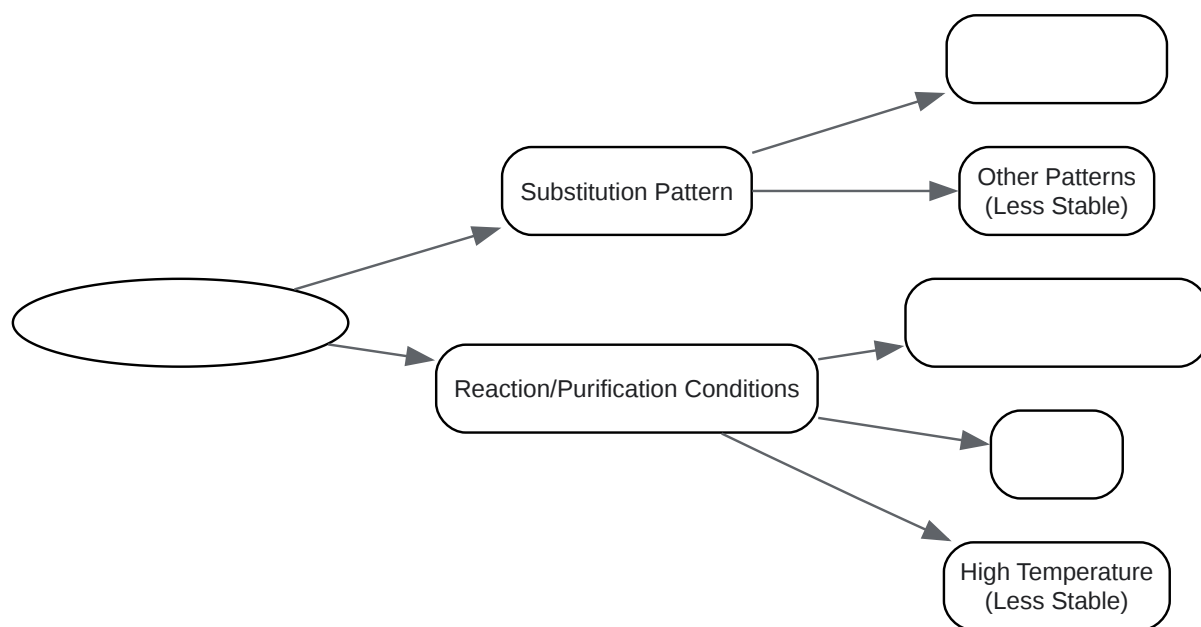 Substitution Pattern
Other Patterns
(Less Stable)
Reaction/Purification Conditions
High Temperature
(Less Stable)